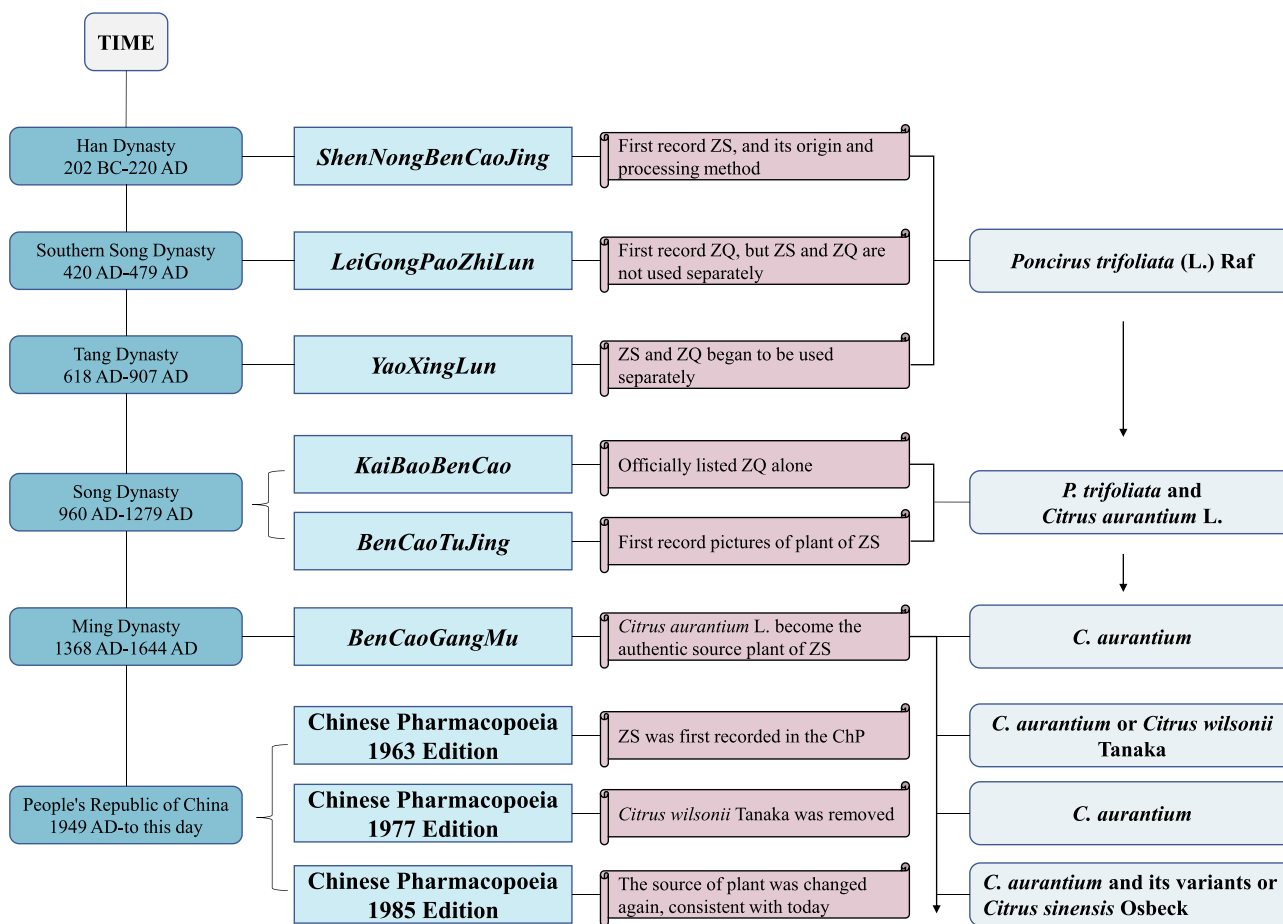 TIME
Han Dynasty
202 BC-220 AD
ShenNongBenCaoJing
First record ZS, and its origin and
processing method
Southern Song Dynasty
420 AD-479 AD
LeiGongPaoZhiLun
First record ZQ, but ZS and ZQ are
not used separately
Poncirus trifoliata (L.) Raf
Tang Dynasty
618 AD-907 AD
YaoXingLun
ZS and ZQ began to be used
separately
Song Dynasty
960 AD-1279 AD
KaiBaoBenCao
Officially listed ZQ alone
BenCaoTuJing
First record pictures of plant of ZS
P. trifoliata and
Citrus aurantium L.
Ming Dynasty
1368 AD-1644 AD
BenCaoGangMu
Citrus aurantium L. become the
authentic source plant of ZS
C. aurantium
People's Republic of China
1949 AD-to this day
Chinese Pharmacopoeia
1963 Edition
ZS was first recorded in the ChP
C. aurantium or Citrus wilsonii
Tanaka
Chinese Pharmacopoeia
1977 Edition
Citrus wilsonii Tanaka was removed
C. aurantium
Chinese Pharmacopoeia
1985 Edition
The source of plant was changed
again, consistent with today
C. aurantium and its variants or
Citrus sinensis Osbeck